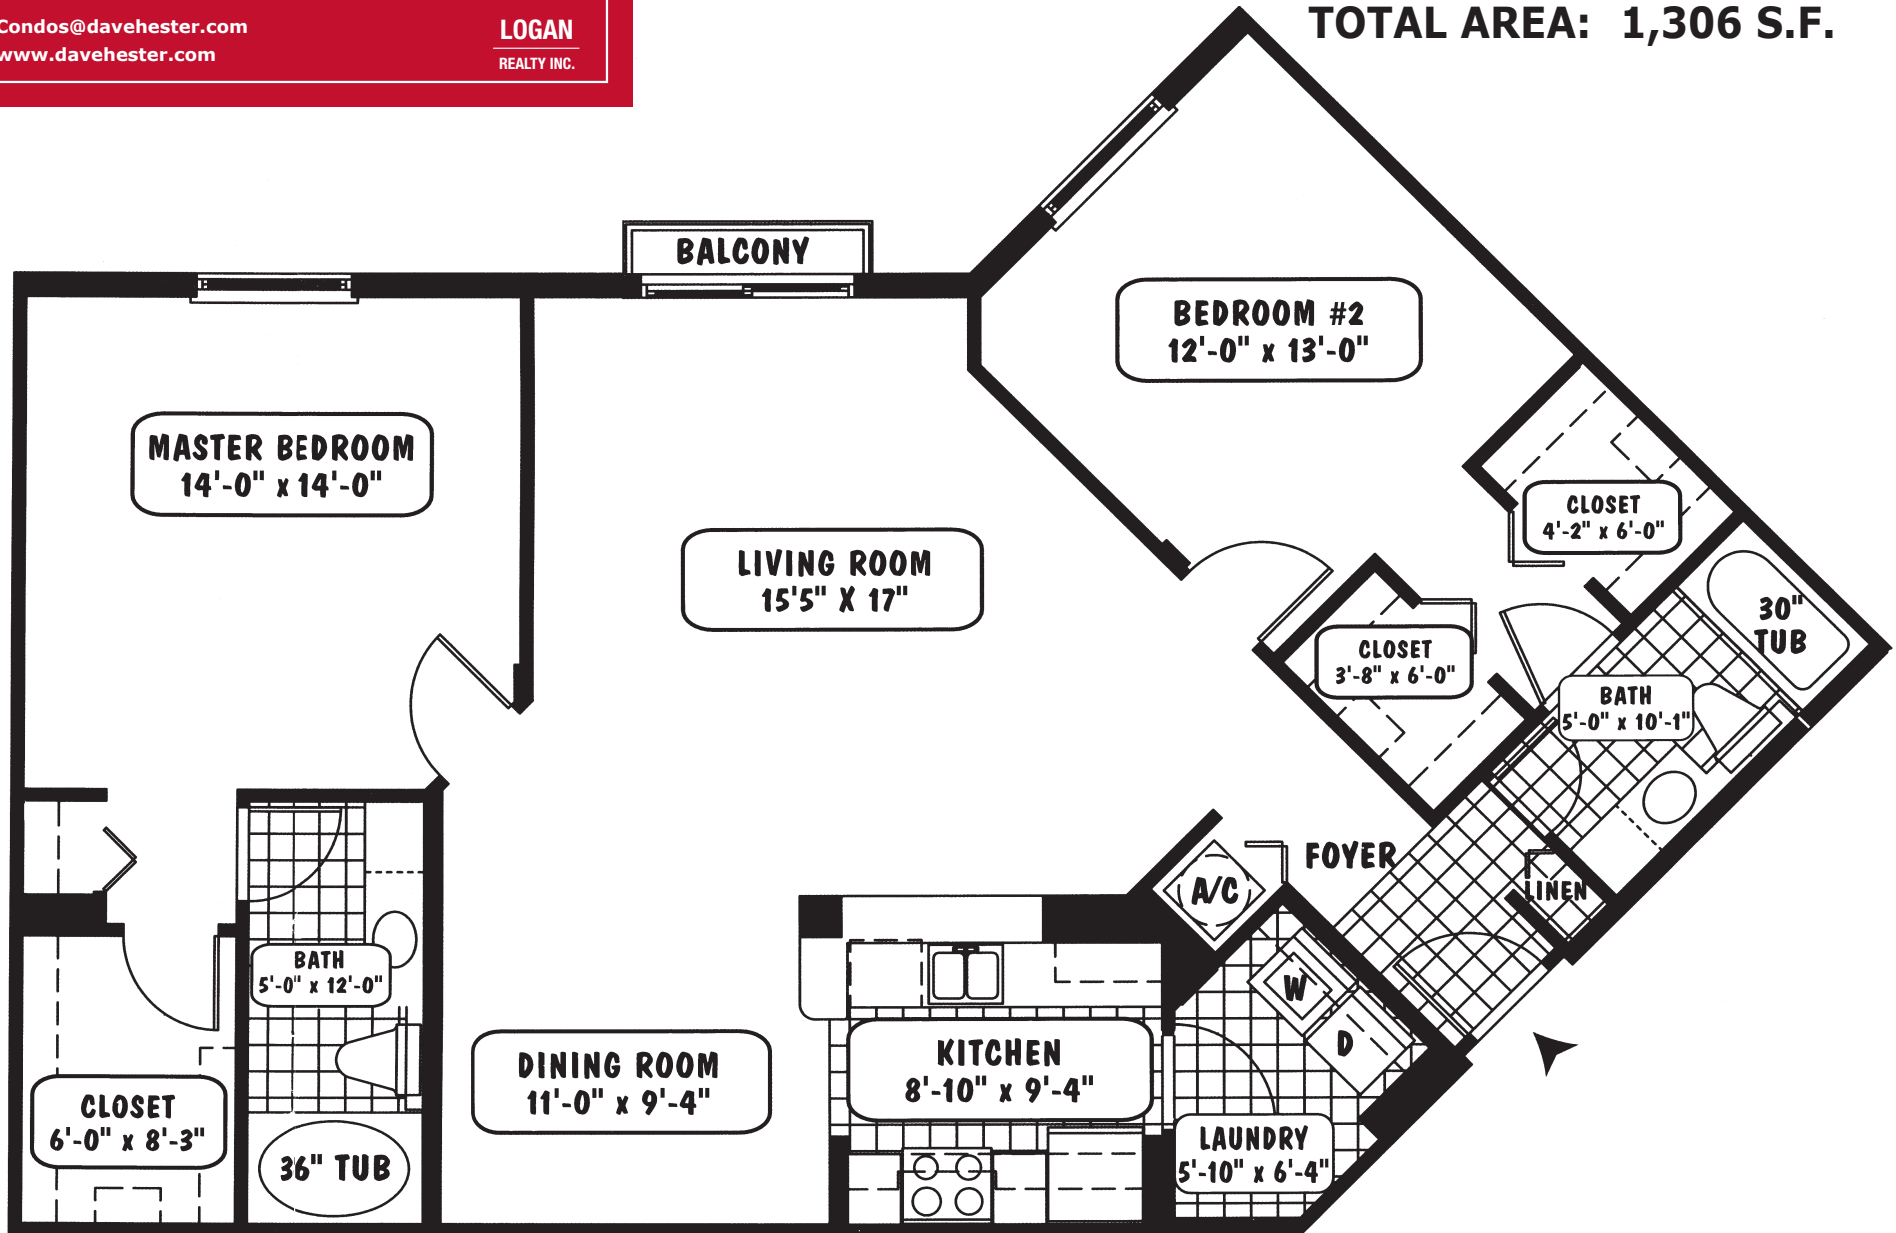 Condos@davehester.com
www.davehester.com
LOGAN
REALTY INC.
TOTAL AREA: 1,306 S.F.
BALCONY
BEDROOM #2
12'-0" x 13'-0"
MASTER BEDROOM
14'-0" x 14'-0"
LIVING ROOM
15'5" X 17"
CLOSET
4'-2" x 6'-0"
30"
TUB
CLOSET
3'-8" x 6'-0"
BATH
5'-0" x 10'-1"
FOYER
A/C
LINEN
BATH
5'-0" x 12'-0"
W
D
DINING ROOM
11'-0" x 9'-4"
KITCHEN
8'-10" x 9'-4"
CLOSET
6'-0" x 8'-3"
36" TUB
LAUNDRY
5'-10" x 6'-4"